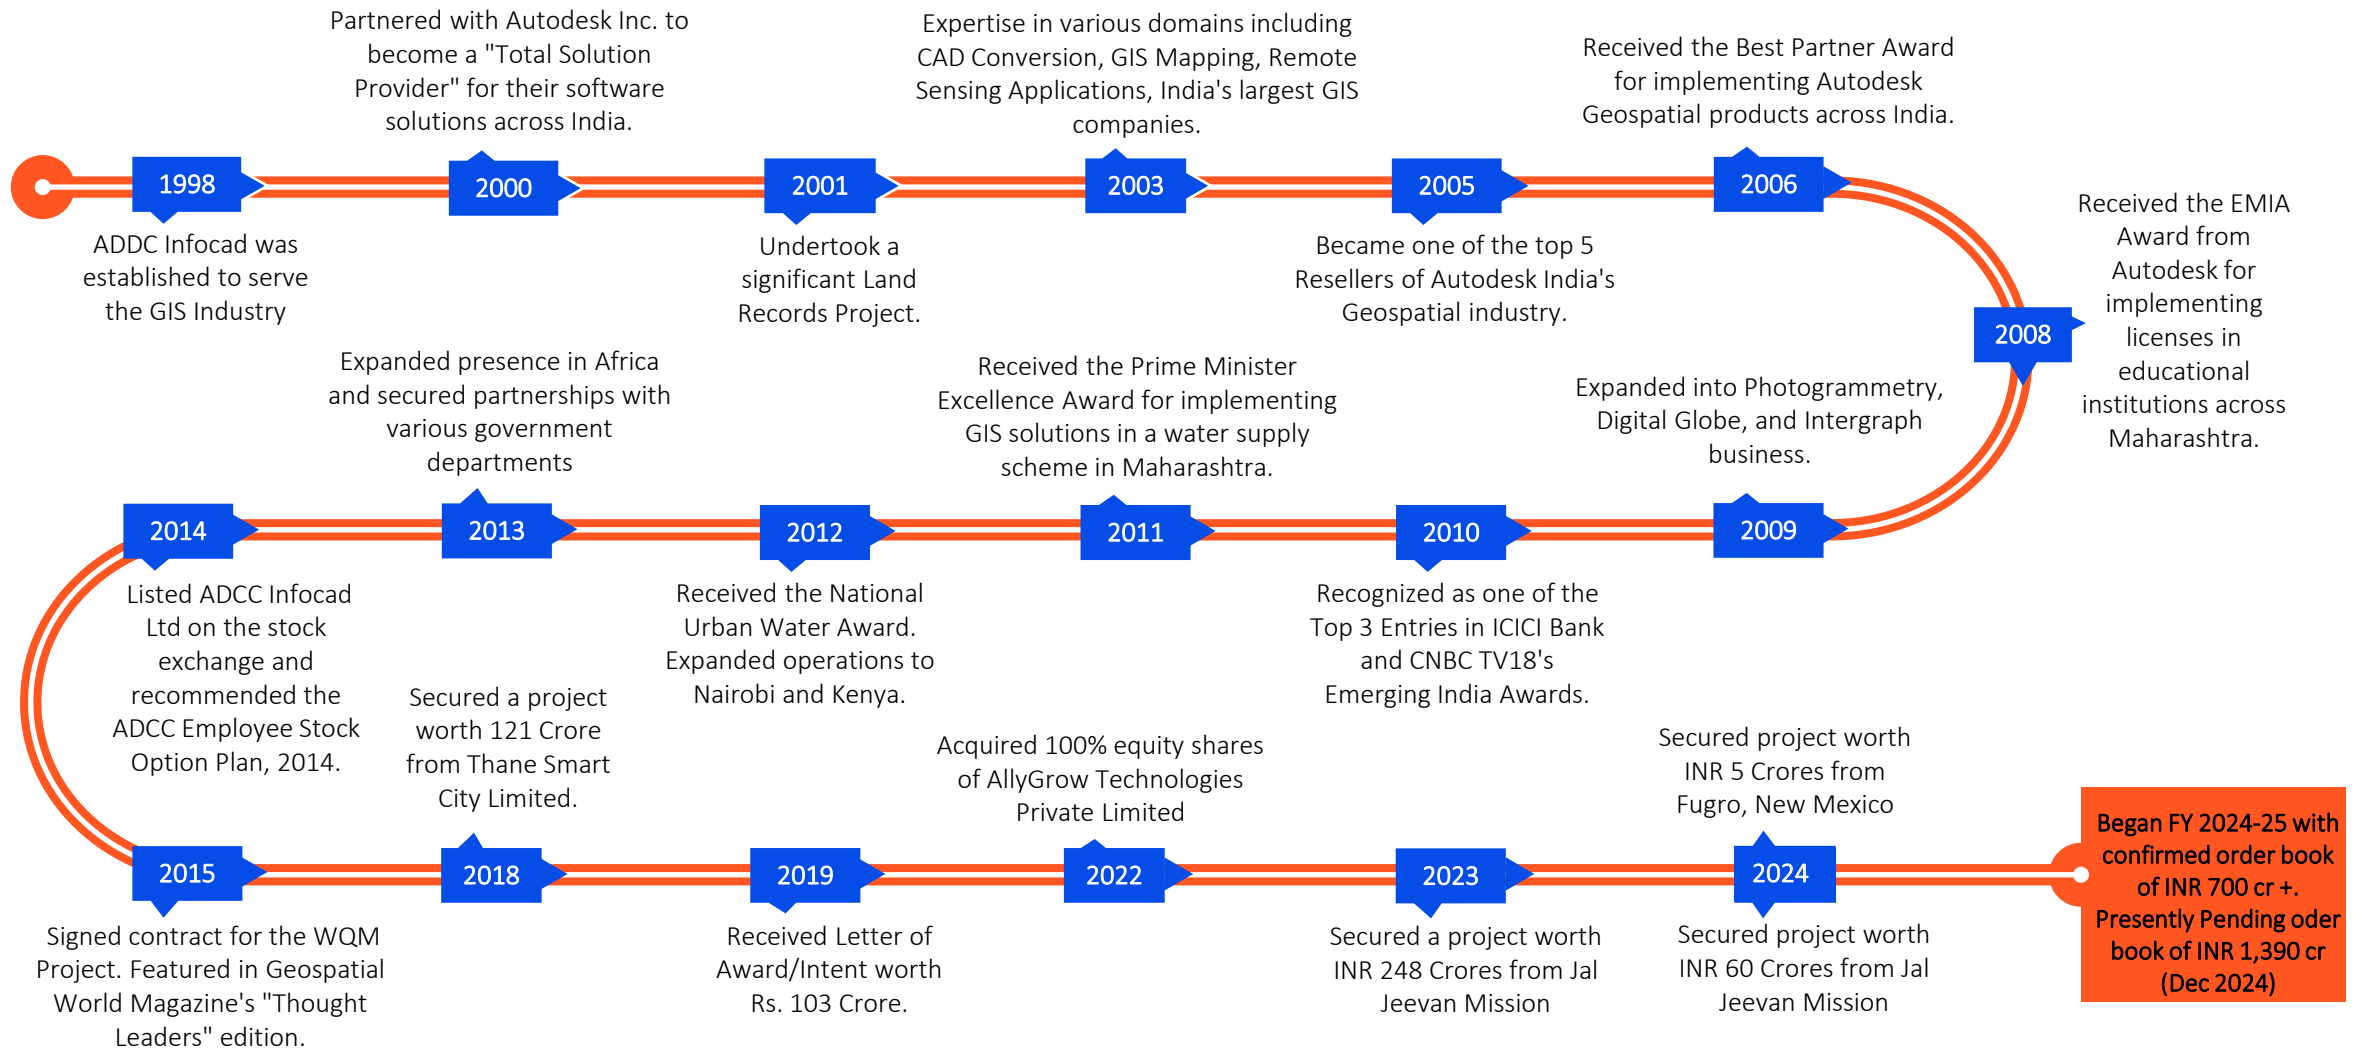 1998
ADDC Infocad was
established to serve
the GIS Industry
Partnered with Autodesk Inc. to
become a "Total Solution
Provider" for their software
solutions across India.
2000
2001
Undertook a
significant Land
Records Project.
Expertise in various domains including
CAD Conversion, GIS Mapping, Remote
Sensing Applications, India's largest GIS
companies.
2003
2005
Became one of the top 5
Resellers of Autodesk India's
Geospatial industry.
Received the Best Partner Award
for implementing Autodesk
Geospatial products across India.
2006
2008
Received the EMIA
Award from
Autodesk for
implementing
licenses in
educational
institutions across
Maharashtra.
Expanded into Photogrammetry,
Digital Globe, and Intergraph
business.
2009
2010
Recognized as one of the
Top 3 Entries in ICICI Bank
and CNBC TV18's
Emerging India Awards.
Received the Prime Minister
Excellence Award for implementing
GIS solutions in a water supply
scheme in Maharashtra.
2011
2012
Received the National
Urban Water Award.
Expanded operations to
Nairobi and Kenya.
Expanded presence in Africa
and secured partnerships with
various government
departments
2013
2014
Listed ADCC Infocad
Ltd on the stock
exchange and
recommended the
ADCC Employee Stock
Option Plan, 2014.
2015
Signed contract for the WQM
Project. Featured in Geospatial
World Magazine's "Thought
Leaders" edition.
Secured a project
worth 121 Crore
from Thane Smart
City Limited.
2018
2019
Received Letter of
Award/Intent worth
Rs. 103 Crore.
Acquired 100% equity shares
of AllyGrow Technologies
Private Limited
2022
2023
Secured a project worth
INR 248 Crores from Jal
Jeevan Mission
Secured project worth
INR 5 Crores from
Fugro, New Mexico
2024
Secured project worth
INR 60 Crores from Jal
Jeevan Mission
Began FY 2024-25 with
confirmed order book
of INR 700 cr +.
Presently Pending oder
book of INR 1,390 cr
(Dec 2024)